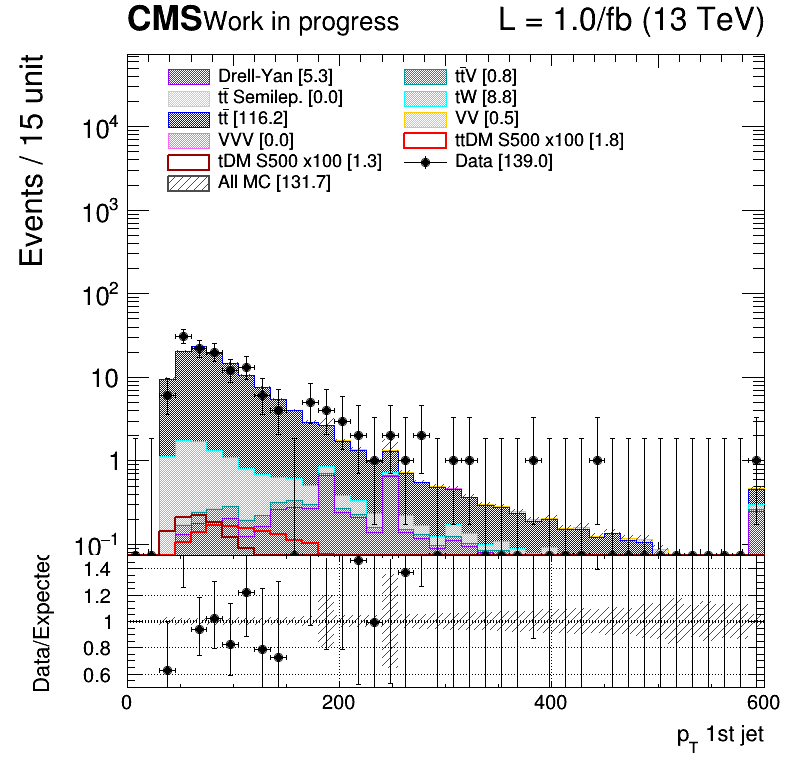 CMS Work in progress L = 1.0/fb (13 TeV)
Events / 15 unit
Drell-Yan [5.3] tt̄V [0.8]
tt̄ Semilep. [0.0] tW [8.8]
tt̄ [116.2] VV [0.5]
VVV [0.0] ttDM S500 x100 [1.8]
tDM S500 x100 [1.3] Data [139.0]
All MC [131.7]
10⁴
10³
10²
10
1
10⁻¹
Data/Expected
1.4
1.2
1
0.8
0.6
0 200 400 600
p_T 1st jet